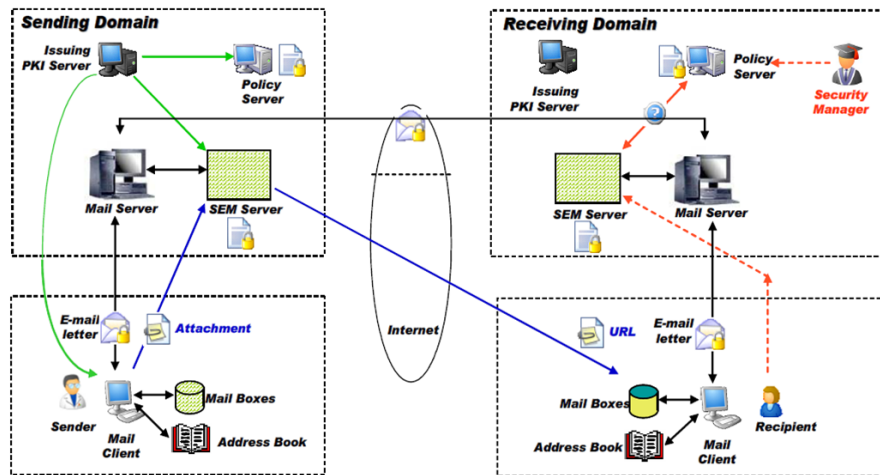 Sending Domain
Issuing
PKI Server
Policy
Server
Mail Server
SEM Server
E-mail
letter
Attachment
Sender
Mail
Client
Mail Boxes
Address Book
Internet
Receiving Domain
Issuing
PKI Server
Policy
Server
Security
Manager
?
SEM Server
Mail Server
URL
E-mail
letter
Mail Boxes
Address Book
Mail
Client
Recipient